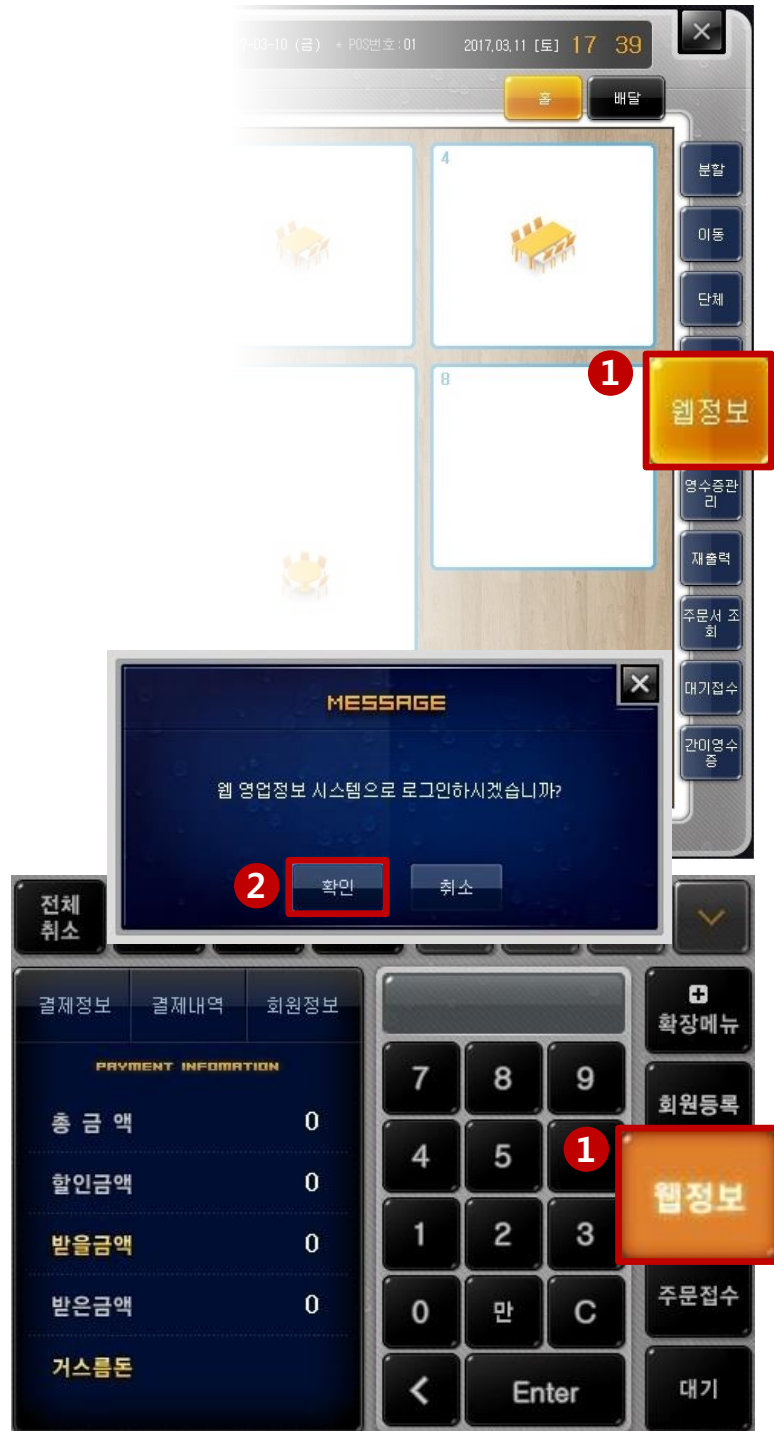 -03-10 (금) + POS번호:01 2017,03,11 [토] 17 39
홀 배달
4
분할
이동
단체
8
1
웹정보
영수증관
리
재출력
주문서 조
회
대기접수
간이영수
증
MESSAGE
웹 영업정보 시스템으로 로그인하시겠습니까?
2 확인 취소
전체
취소
결제정보 결제내역 회원정보
PAYMENT INFOMATION
총 금 액 0
할인금액 0
받을금액 0
받은금액 0
거스름돈
7 8 9
4 5
1 2 3
0 만 C
Enter
확장메뉴
회원등록
1
웹정보
주문접수
대기